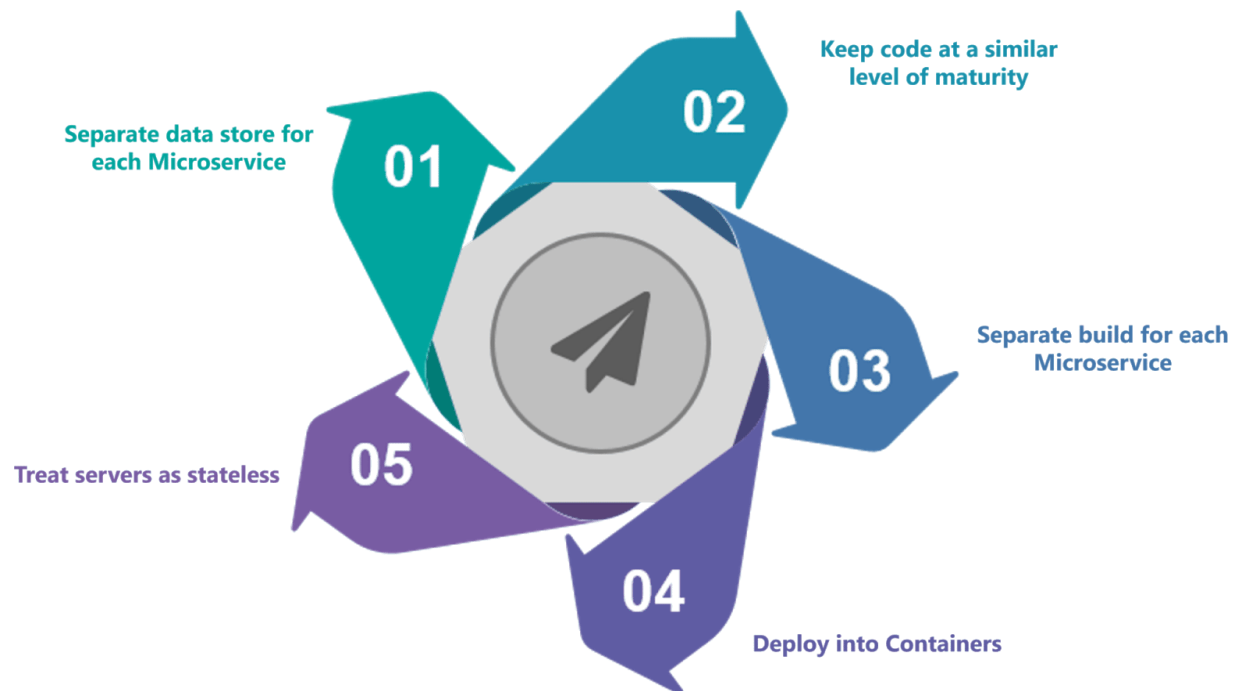 01
Separate data store for
each Microservice
02
Keep code at a similar
level of maturity
03
Separate build for each
Microservice
04
Deploy into Containers
05
Treat servers as stateless